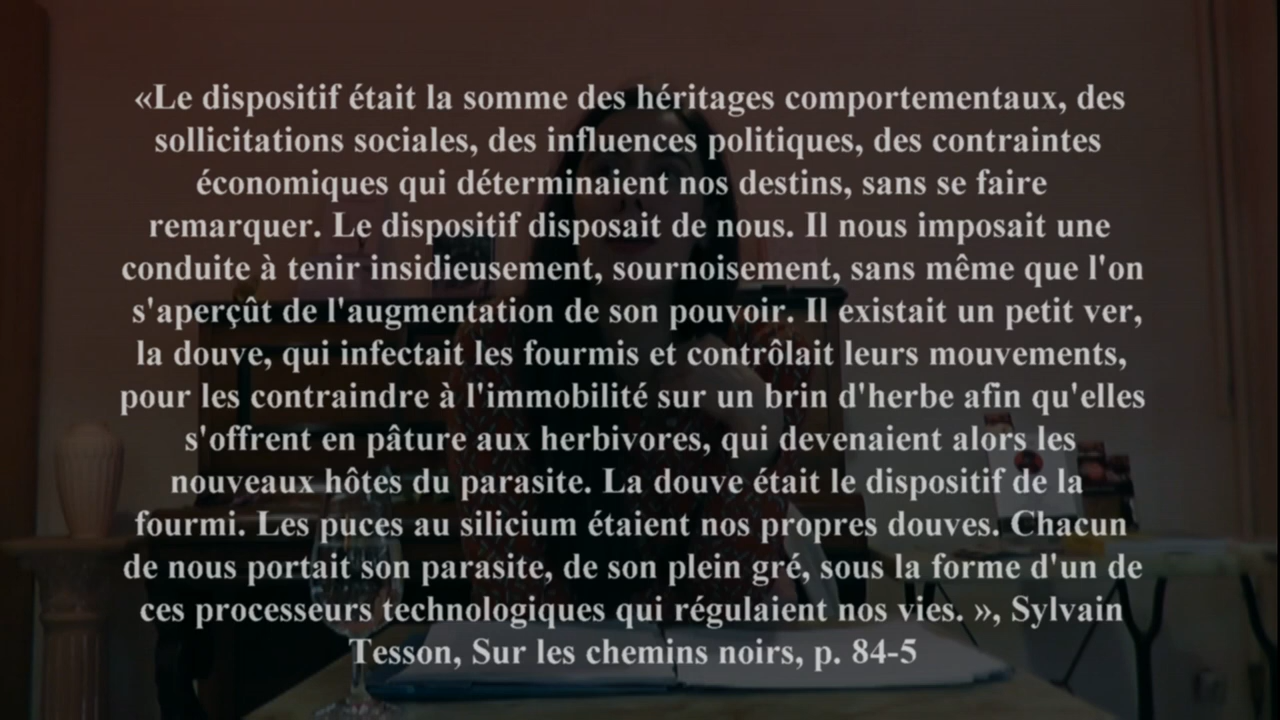 «Le dispositif était la somme des héritages comportementaux, des
sollicitations sociales, des influences politiques, des contraintes
économiques qui déterminaient nos destins, sans se faire
remarquer. Le dispositif disposait de nous. Il nous imposait une
conduite à tenir insidieusement, sournoisement, sans même que l'on
s'aperçût de l'augmentation de son pouvoir. Il existait un petit ver,
la douve, qui infectait les fourmis et contrôlait leurs mouvements,
pour les contraindre à l'immobilité sur un brin d'herbe afin qu'elles
s'offrent en pâture aux herbivores, qui devenaient alors les
nouveaux hôtes du parasite. La douve était le dispositif de la
fourmi. Les puces au silicium étaient nos propres douves. Chacun
de nous portait son parasite, de son plein gré, sous la forme d'un de
ces processeurs technologiques qui régulaient nos vies. », Sylvain
Tesson, Sur les chemins noirs, p. 84-5